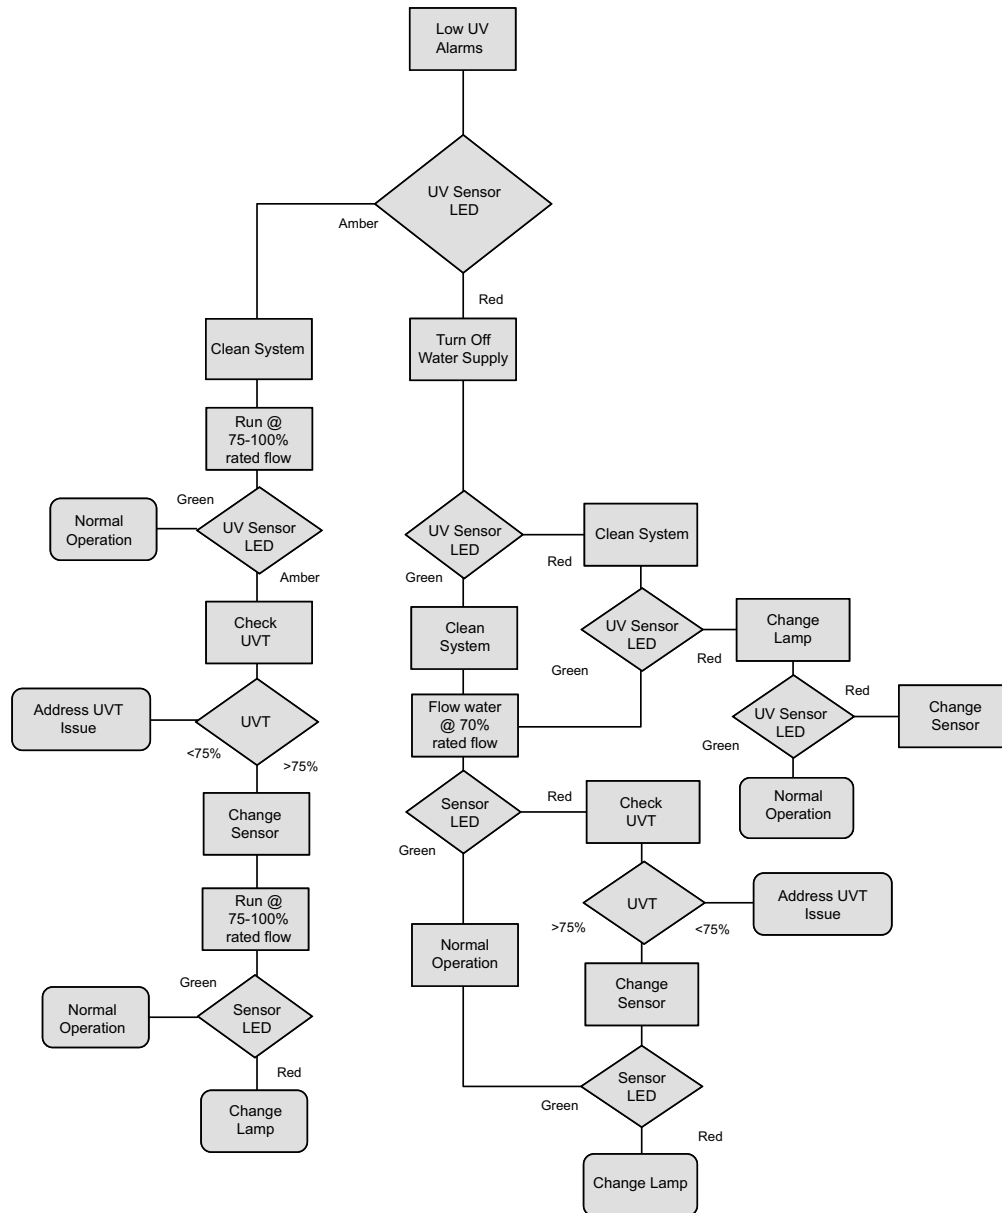 Low UV
Alarms
UV Sensor
LED
Amber
Red
Clean System
Turn Off
Water Supply
Run @
75-100%
rated flow
Green
Normal
Operation
UV Sensor
LED
Amber
UV Sensor
LED
Red
Green
Clean System
Check
UVT
Clean
System
UV Sensor
LED
Red
Green
Change
Lamp
Address UVT
Issue
UVT
<75%
>75%
Flow water
@ 70%
rated flow
UV Sensor
LED
Red
Green
Change
Sensor
Normal
Operation
Change
Sensor
Sensor
LED
Red
Green
Check
UVT
Run @
75-100%
rated flow
UVT
>75%
<75%
Address UVT
Issue
Normal
Operation
Change
Sensor
Green
Normal
Operation
Sensor
LED
Red
Change
Lamp
Sensor
LED
Green
Red
Change Lamp